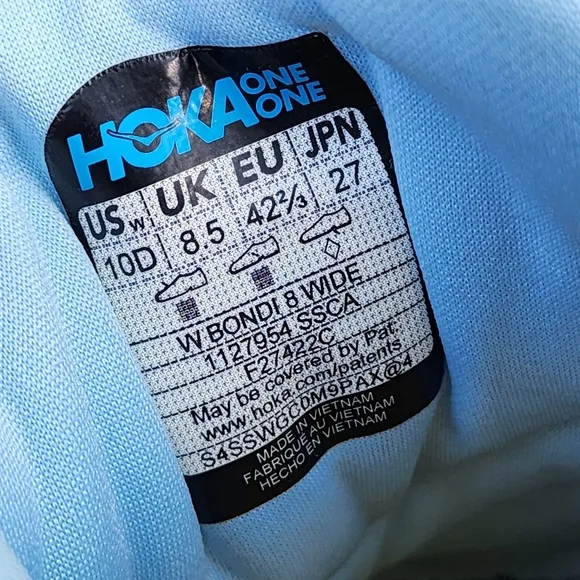 HOKA ONE ONE
US W UK EU JPN
10D 8.5 42⅔ 27
W BONDI 8 WIDE
1127954 SSCA
F27422C
May be covered by Pat:
www.hoka.com/patents
S4SSWGC0M9PAX@4
MADE IN VIETNAM
FABRIQUÉ AU VIETNAM
HECHO EN VIETNAM